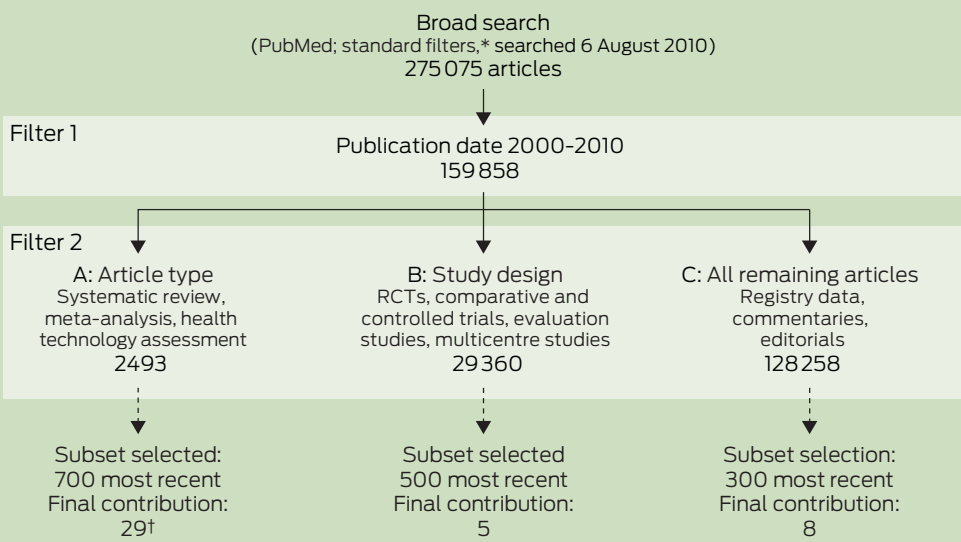 Broad search
(PubMed; standard filters,* searched 6 August 2010)
275 075 articles
Filter 1
Publication date 2000-2010
159 858
Filter 2
A: Article type
Systematic review,
meta-analysis, health
technology assessment
2493
B: Study design
RCTs, comparative and
controlled trials, evaluation
studies, multicentre studies
29 360
C: All remaining articles
Registry data,
commentaries,
editorials
128 258
Subset selected:
700 most recent
Final contribution:
29†
Subset selected
500 most recent
Final contribution:
5
Subset selection:
300 most recent
Final contribution:
8